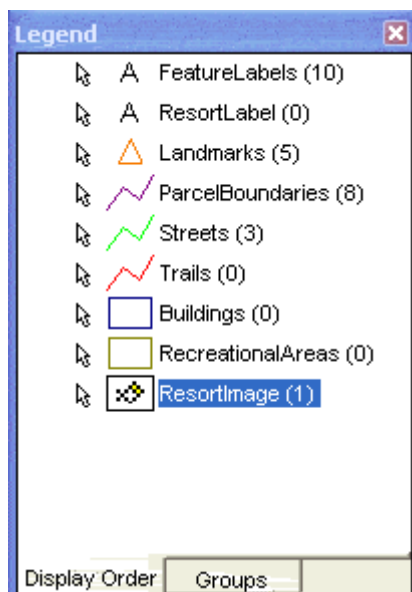 Legend
A FeatureLabels (10)
A ResortLabel (0)
Landmarks (5)
ParcelBoundaries (8)
Streets (3)
Trails (0)
Buildings (0)
RecreationalAreas (0)
ResortImage (1)
Display Order Groups